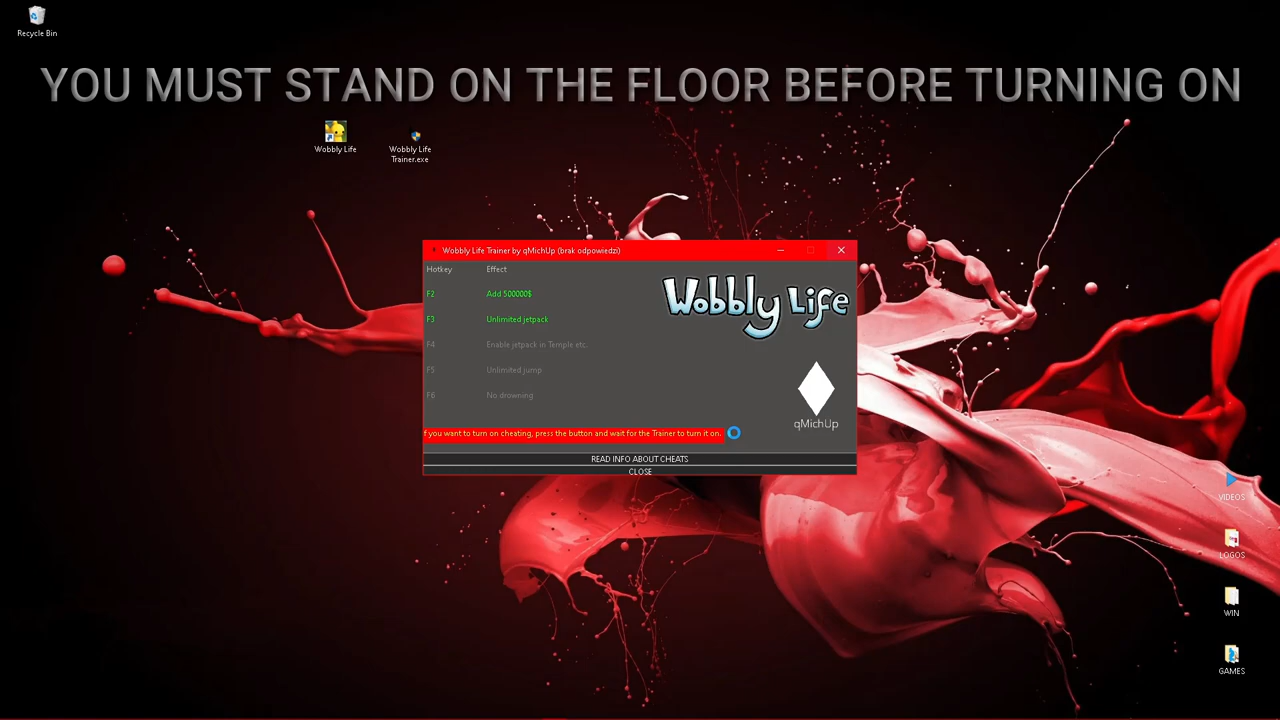 Recycle Bin
YOU MUST STAND ON THE FLOOR BEFORE TURNING ON
Wobbly Life
Wobbly Life
Trainer.exe
Wobbly Life Trainer by qMichUp (brak odpowiedzi)
Hotkey Effect
F2 Add 500000$
F3 Unlimited jetpack
F4 Enable jetpack in Temple etc.
F5 Unlimited jump
F6 No drowning
Wobbly Life
qMichUp
f you want to turn on cheating, press the button and wait for the Trainer to turn it on.
READ INFO ABOUT CHEATS
CLOSE
VIDEOS
LOGOS
WIN
GAMES